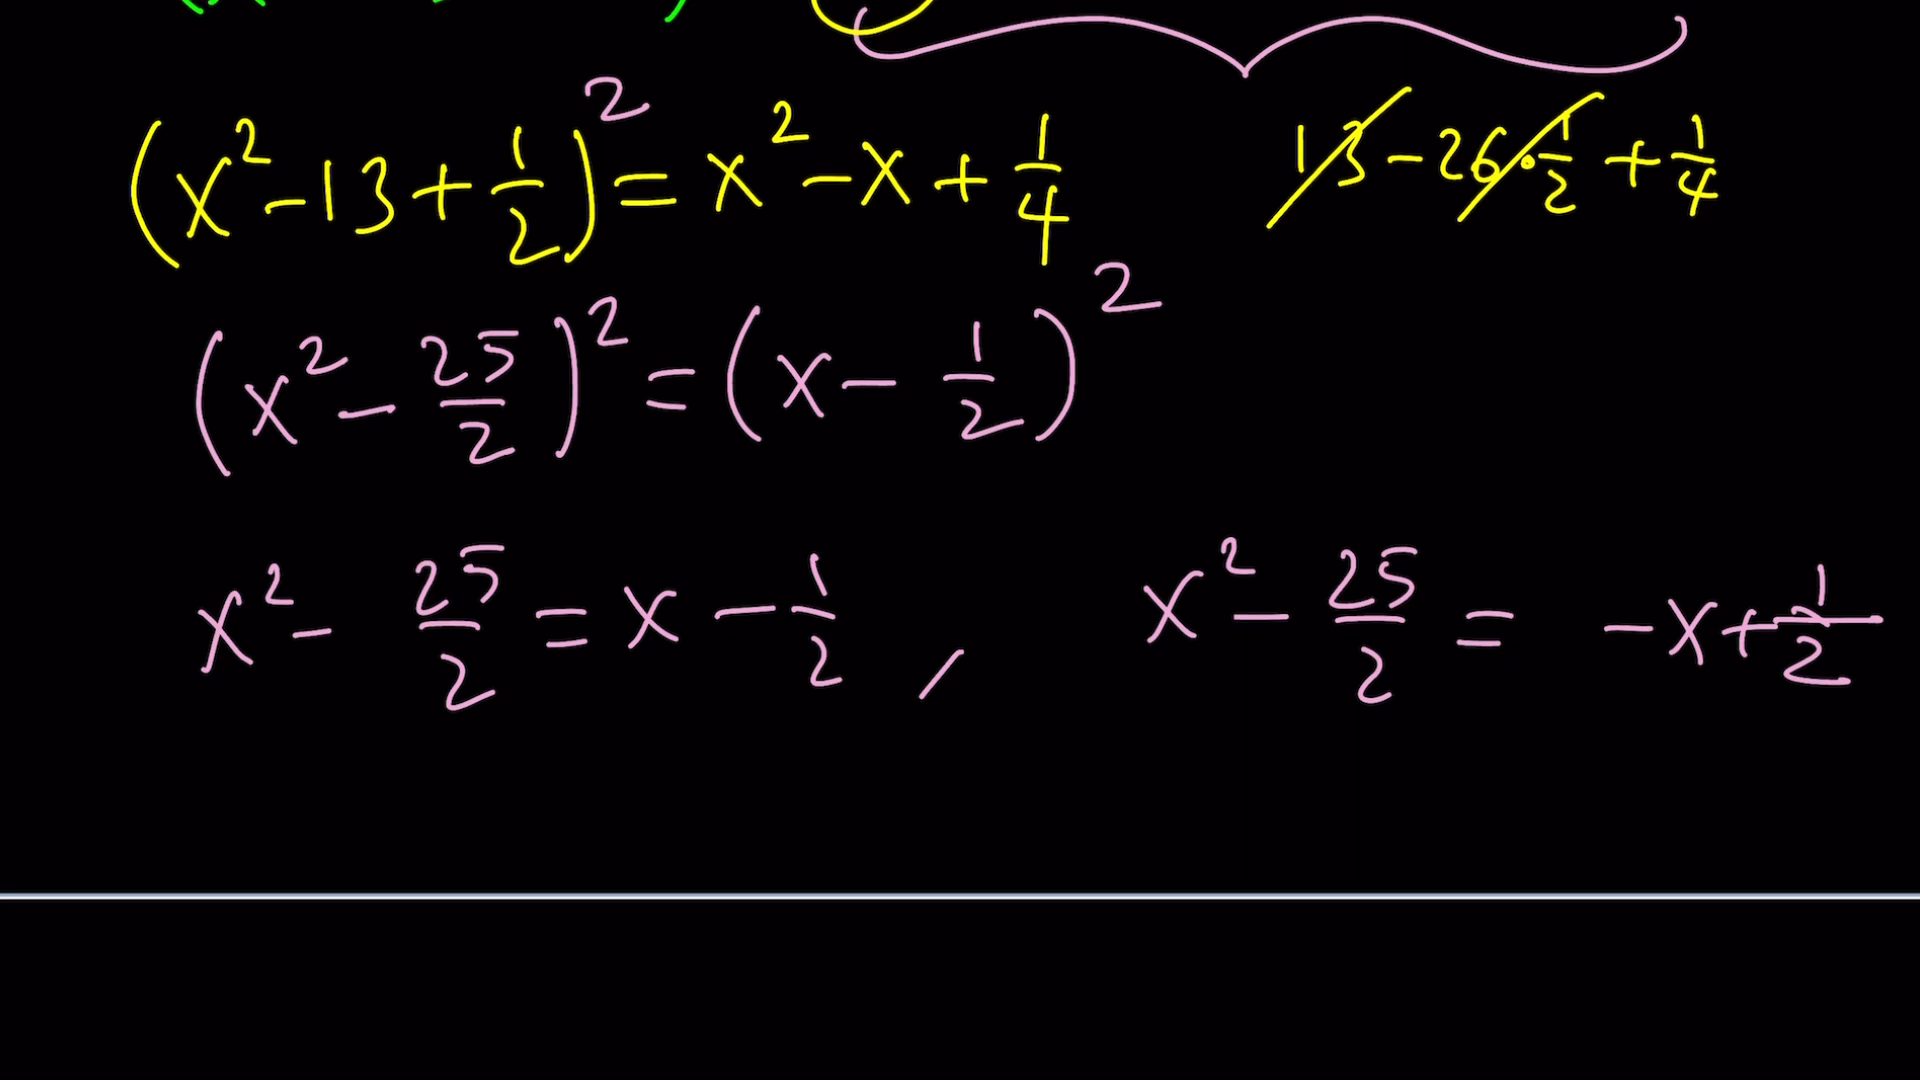 (x² - 13 + 1/2)² = x² - x + 1/4    13 - 26 · 1/2 + 1/4
(x² - 25/2)² = (x - 1/2)²
x² - 25/2 = x - 1/2 , x² - 25/2 = -x + 1/2